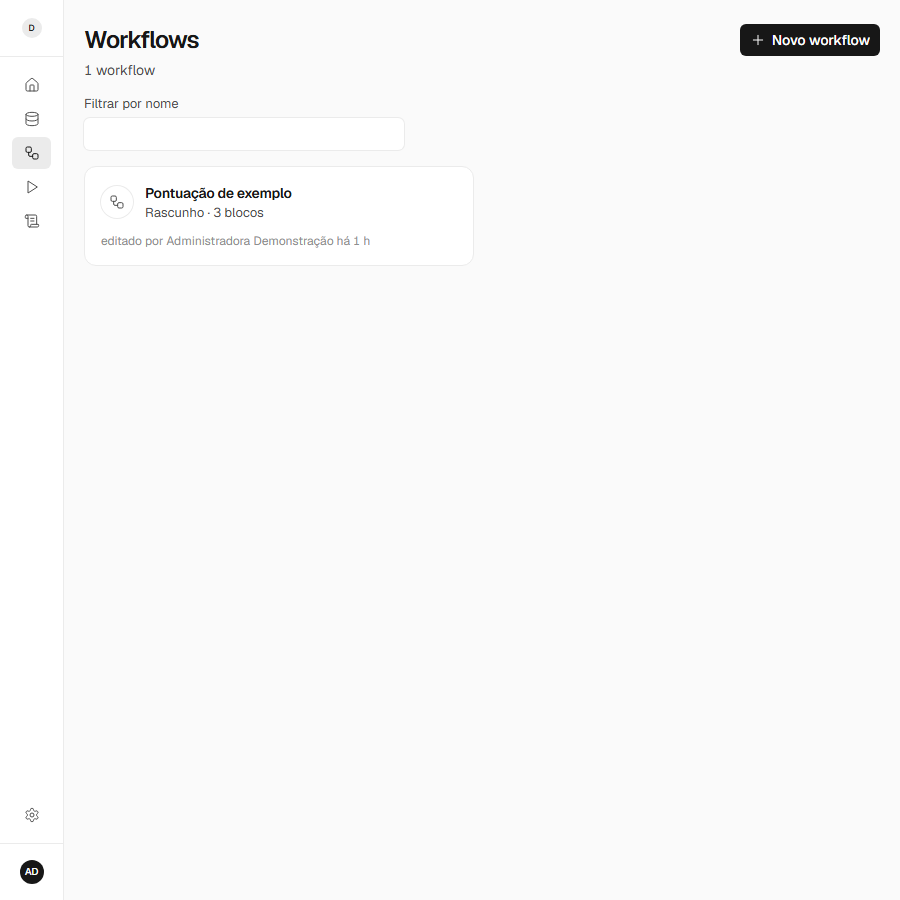 D
Workflows
Novo workflow
1 workflow
Filtrar por nome
Pontuação de exemplo
Rascunho · 3 blocos
editado por Administradora Demonstração há 1 h
AD